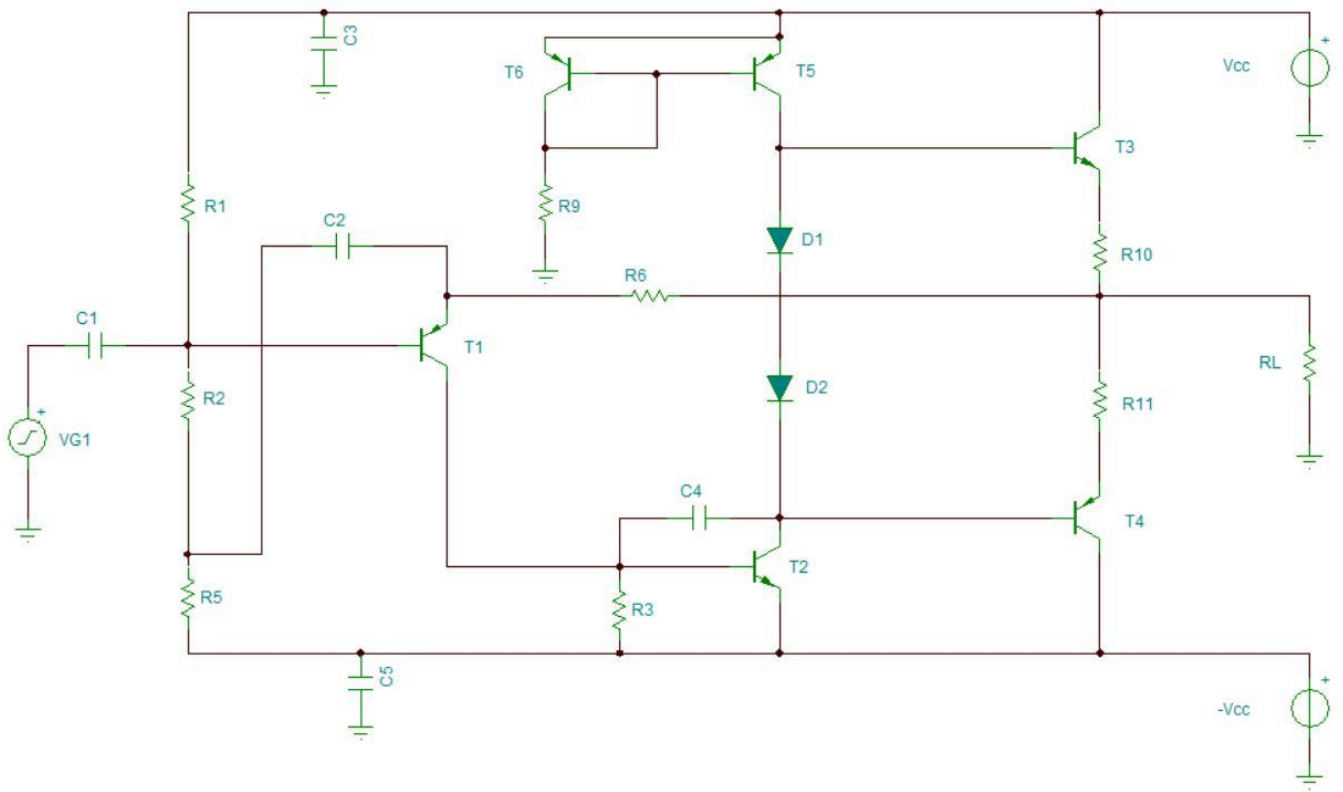 C3
T6
T5
Vcc
+
T3
R1
R9
C2
D1
R10
R6
C1
T1
RL
R2
D2
R11
+
VG1
C4
T4
T2
R5
R3
C5
+
-Vcc